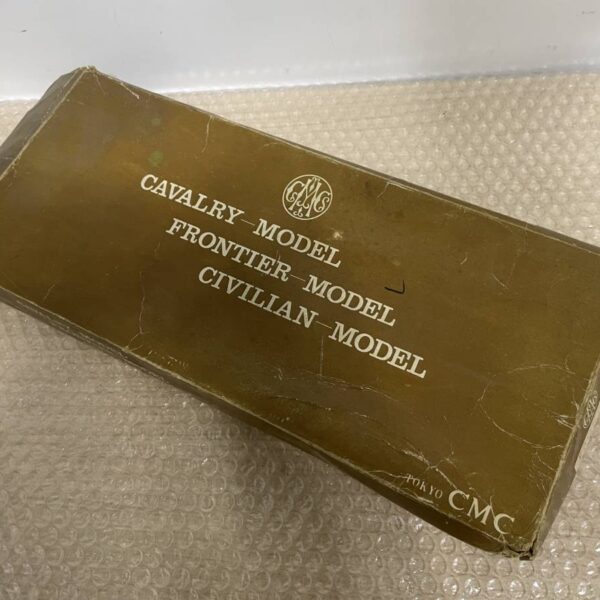 CAVALRY-MODEL
FRONTIER-MODEL
CIVILIAN-MODEL
TOKYO CMC